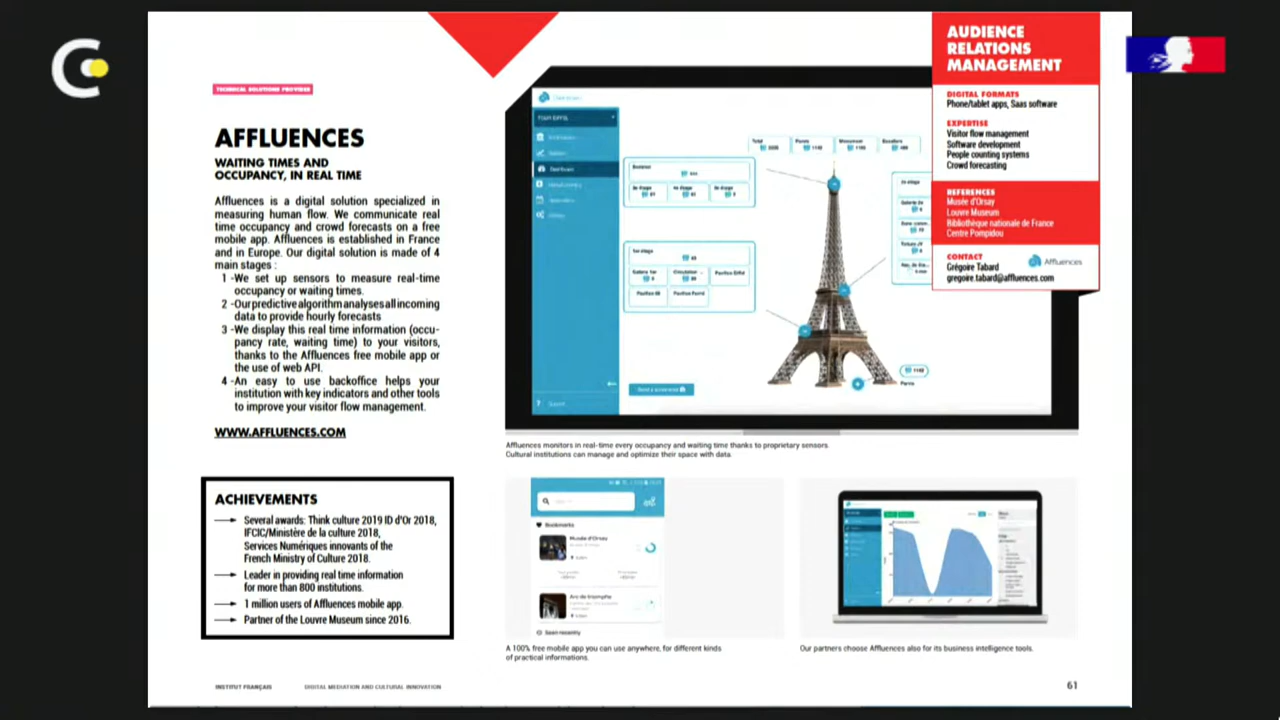 TECHNICAL SOLUTIONS PROVIDER
AFFLUENCES
WAITING TIMES AND
OCCUPANCY, IN REAL TIME
Affluences is a digital solution specialized in
measuring human flow. We communicate real
time occupancy and crowd forecasts on a free
mobile app. Affluences is established in France
and in Europe. Our digital solution is made of 4
main stages :
1 -We set up sensors to measure real-time
occupancy or waiting times.
2 -Our predictive algorithm analyses all incoming
data to provide hourly forecasts
3 -We display this real time information (occu-
pancy rate, waiting time) to your visitors,
thanks to the Affluences free mobile app or
the use of web API.
4 -An easy to use backoffice helps your
institution with key indicators and other tools
to improve your visitor flow management.
WWW.AFFLUENCES.COM
ACHIEVEMENTS
Several awards: Think culture 2019 ID d'Or 2018,
IFCIC/Ministère de la culture 2018,
Services Numériques innovants of the
French Ministry of Culture 2018.
Leader in providing real time information
for more than 800 institutions.
1 million users of Affluences mobile app.
Partner of the Louvre Museum since 2016.
Dashboard
Support
Total
Parvis
1er étage
Pavillon Eiffel
Pavillon Ferrié
Parvis
AUDIENCE
RELATIONS
MANAGEMENT
DIGITAL FORMATS
Phone/tablet apps, Saas software
EXPERTISE
Visitor flow management
Software development
People counting systems
Crowd forecasting
REFERENCES
Musée d'Orsay
Louvre Museum
Bibliothèque nationale de France
Centre Pompidou
CONTACT
Affluences
Grégoire Tabard
gregoire.tabard@affluences.com
Affluences monitors in real-time every occupancy and waiting time thanks to proprietary sensors.
Cultural institutions can manage and optimize their space with data.
Bookmarks
Musée d'Orsay
Arc de triomphe
Seen recently
A 100% free mobile app you can use anywhere, for different kinds
of practical informations.
Our partners choose Affluences also for its business intelligence tools.
INSTITUT FRANÇAIS
DIGITAL MEDIATION AND CULTURAL INNOVATION
61